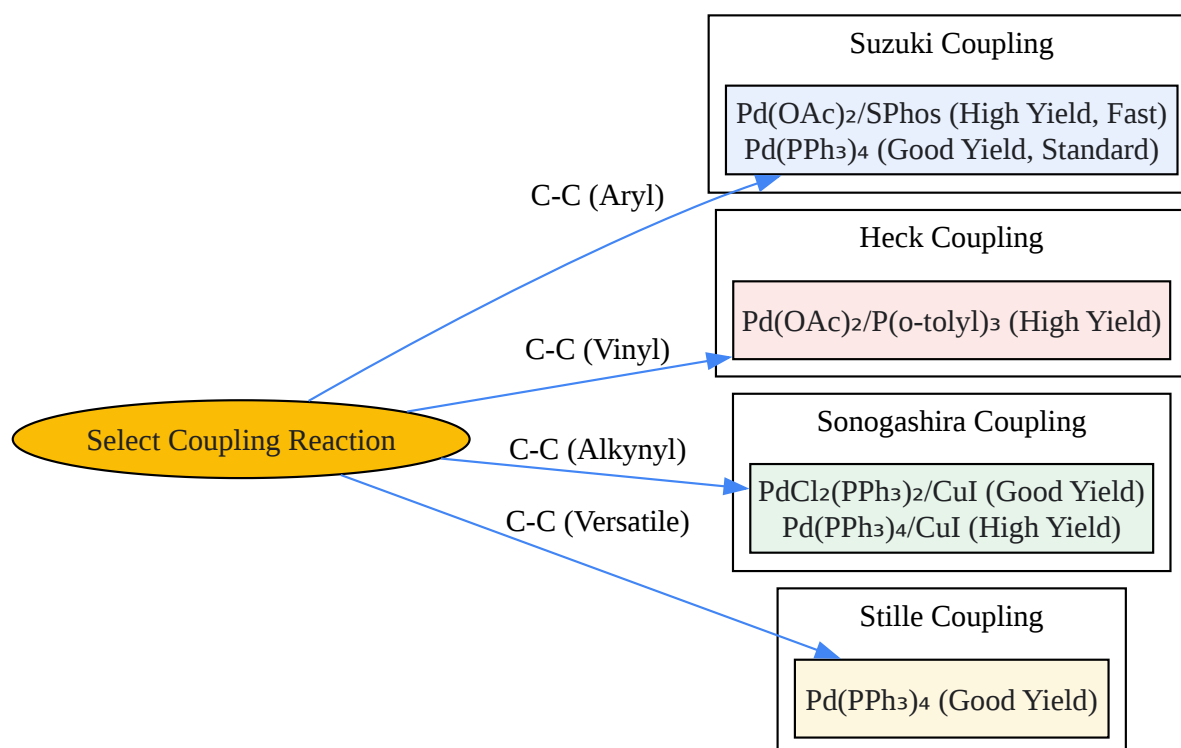 Suzuki Coupling
Pd(OAc)₂/SPhos (High Yield, Fast)
Pd(PPh₃)₄ (Good Yield, Standard)
C-C (Aryl)
Heck Coupling
Pd(OAc)₂/P(o-tolyl)₃ (High Yield)
C-C (Vinyl)
Select Coupling Reaction
Sonogashira Coupling
C-C (Alkynyl)
PdCl₂(PPh₃)₂/CuI (Good Yield)
Pd(PPh₃)₄/CuI (High Yield)
C-C (Versatile)
Stille Coupling
Pd(PPh₃)₄ (Good Yield)